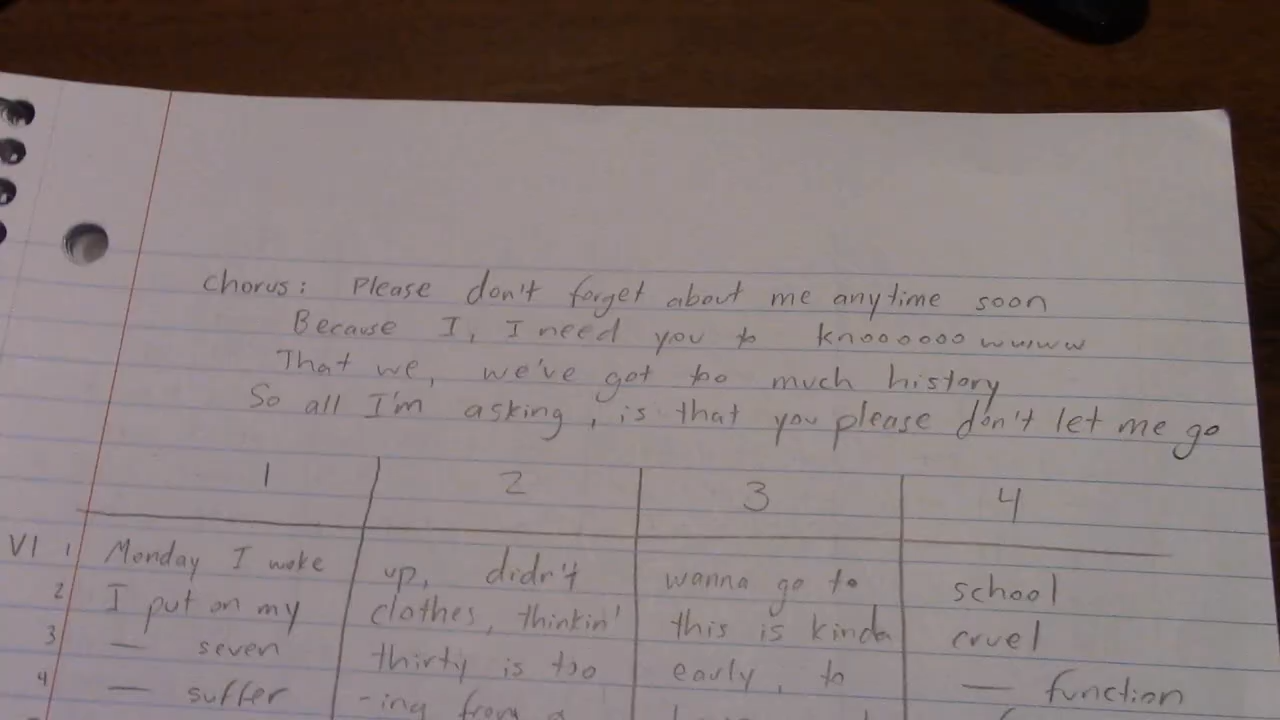 Chorus: Please don't forget about me anytime soon
Because I, I need you to knoooooowwww
That we, we've got too much history
So all I'm asking, is that you please don't let me go
1 2 3 4
V1 1 Monday I woke up, didn't wanna go to school
2 I put on my clothes, thinkin' this is kinda cruel
3 — seven thirty is too early, to — function
4 — suffer -ing from a